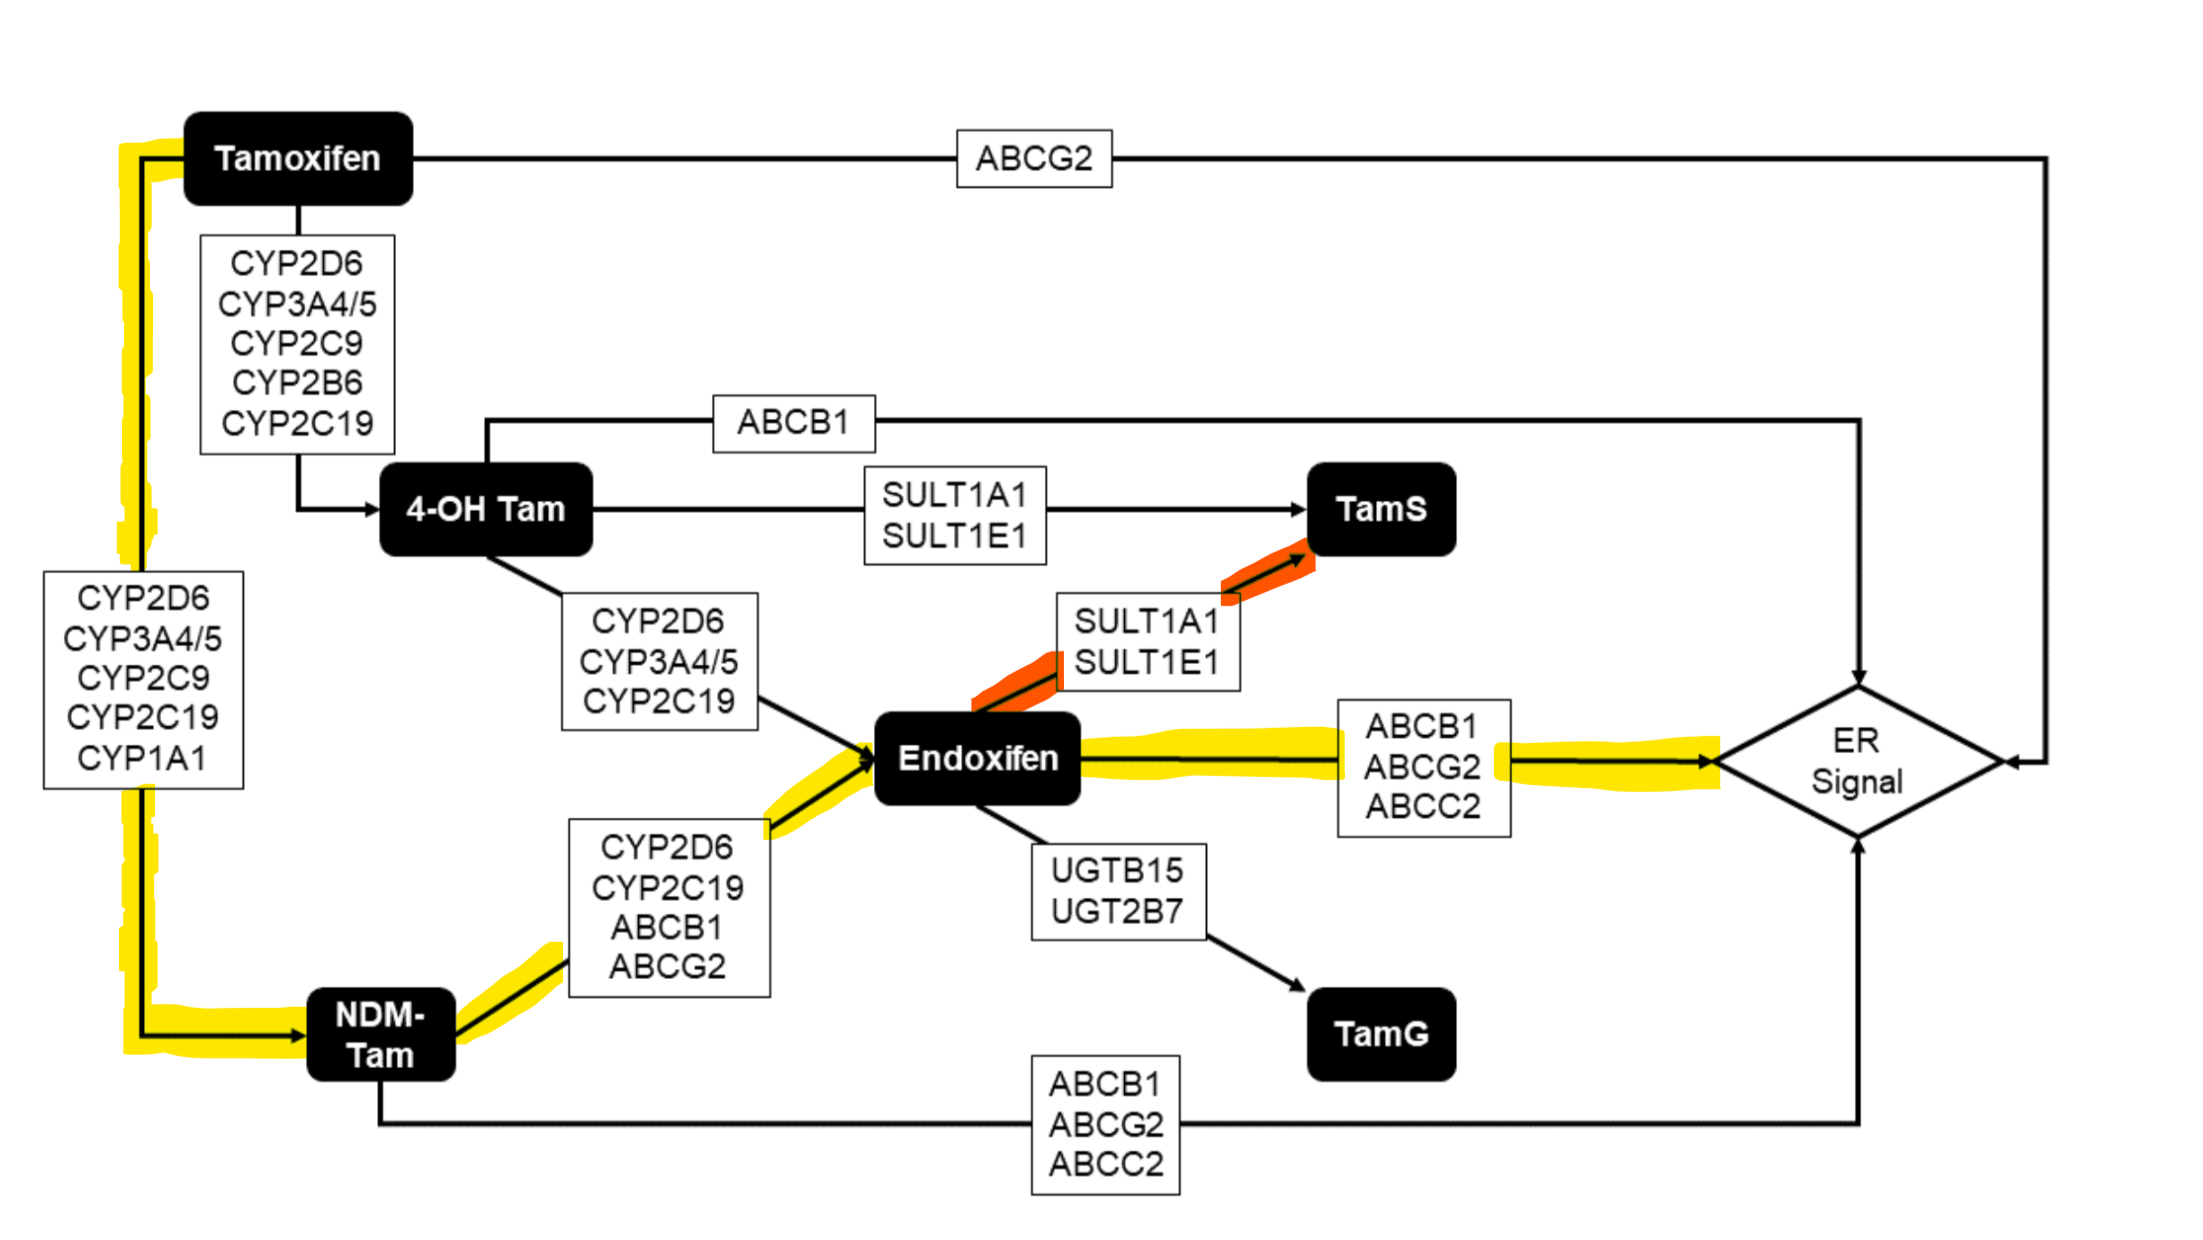 Tamoxifen
ABCG2
CYP2D6
CYP3A4/5
CYP2C9
CYP2B6
CYP2C19
ABCB1
4-OH Tam
SULT1A1
SULT1E1
TamS
CYP2D6
CYP3A4/5
CYP2C9
CYP2C19
CYP1A1
CYP2D6
CYP3A4/5
CYP2C19
SULT1A1
SULT1E1
Endoxifen
ABCB1
ABCG2
ABCC2
ER
Signal
CYP2D6
CYP2C19
ABCB1
ABCG2
UGTB15
UGT2B7
NDM-
Tam
TamG
ABCB1
ABCG2
ABCC2